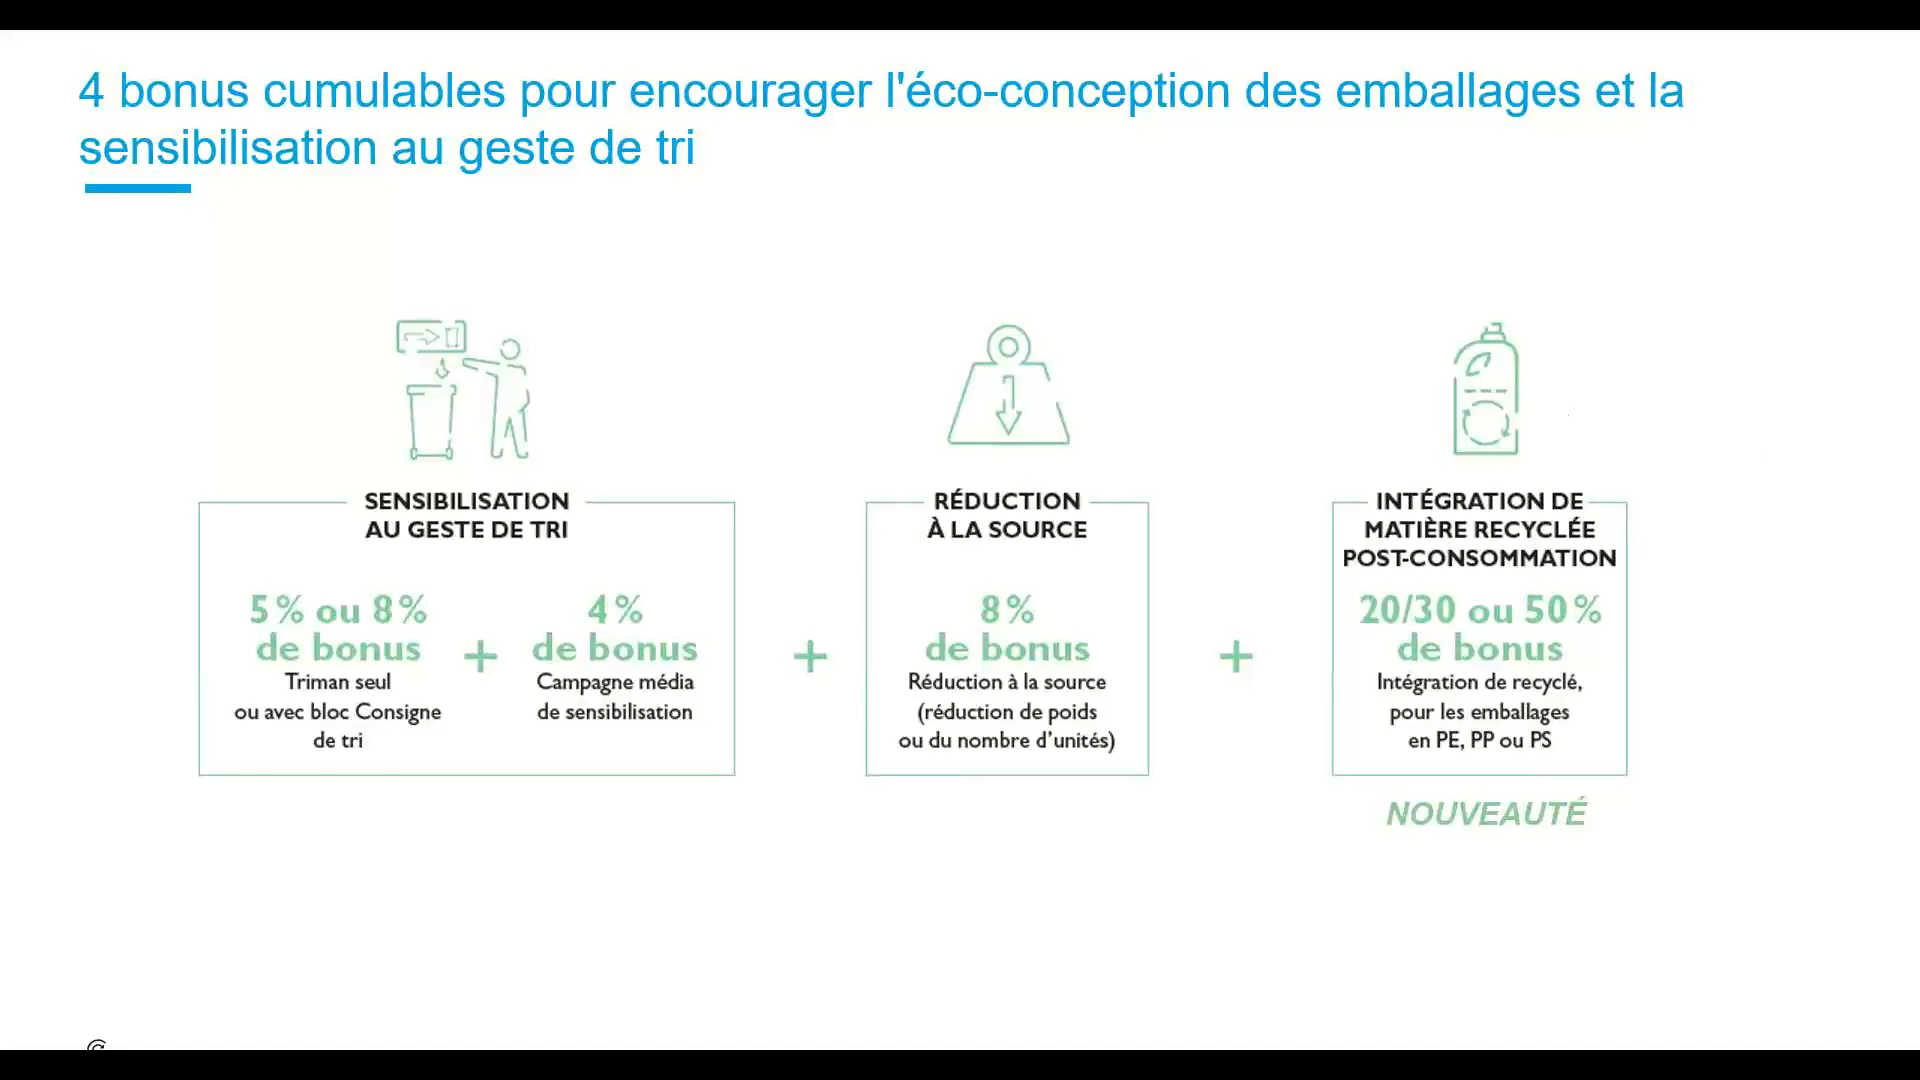 4 bonus cumulables pour encourager l'éco-conception des emballages et la
sensibilisation au geste de tri
SENSIBILISATION
AU GESTE DE TRI
5 % ou 8 %
de bonus
Triman seul
ou avec bloc Consigne
de tri
+
4 %
de bonus
Campagne média
de sensibilisation
+
RÉDUCTION
À LA SOURCE
8 %
de bonus
Réduction à la source
(réduction de poids
ou du nombre d'unités)
+
INTÉGRATION DE
MATIÈRE RECYCLÉE
POST-CONSOMMATION
20/30 ou 50 %
de bonus
Intégration de recyclé,
pour les emballages
en PE, PP ou PS
NOUVEAUTÉ